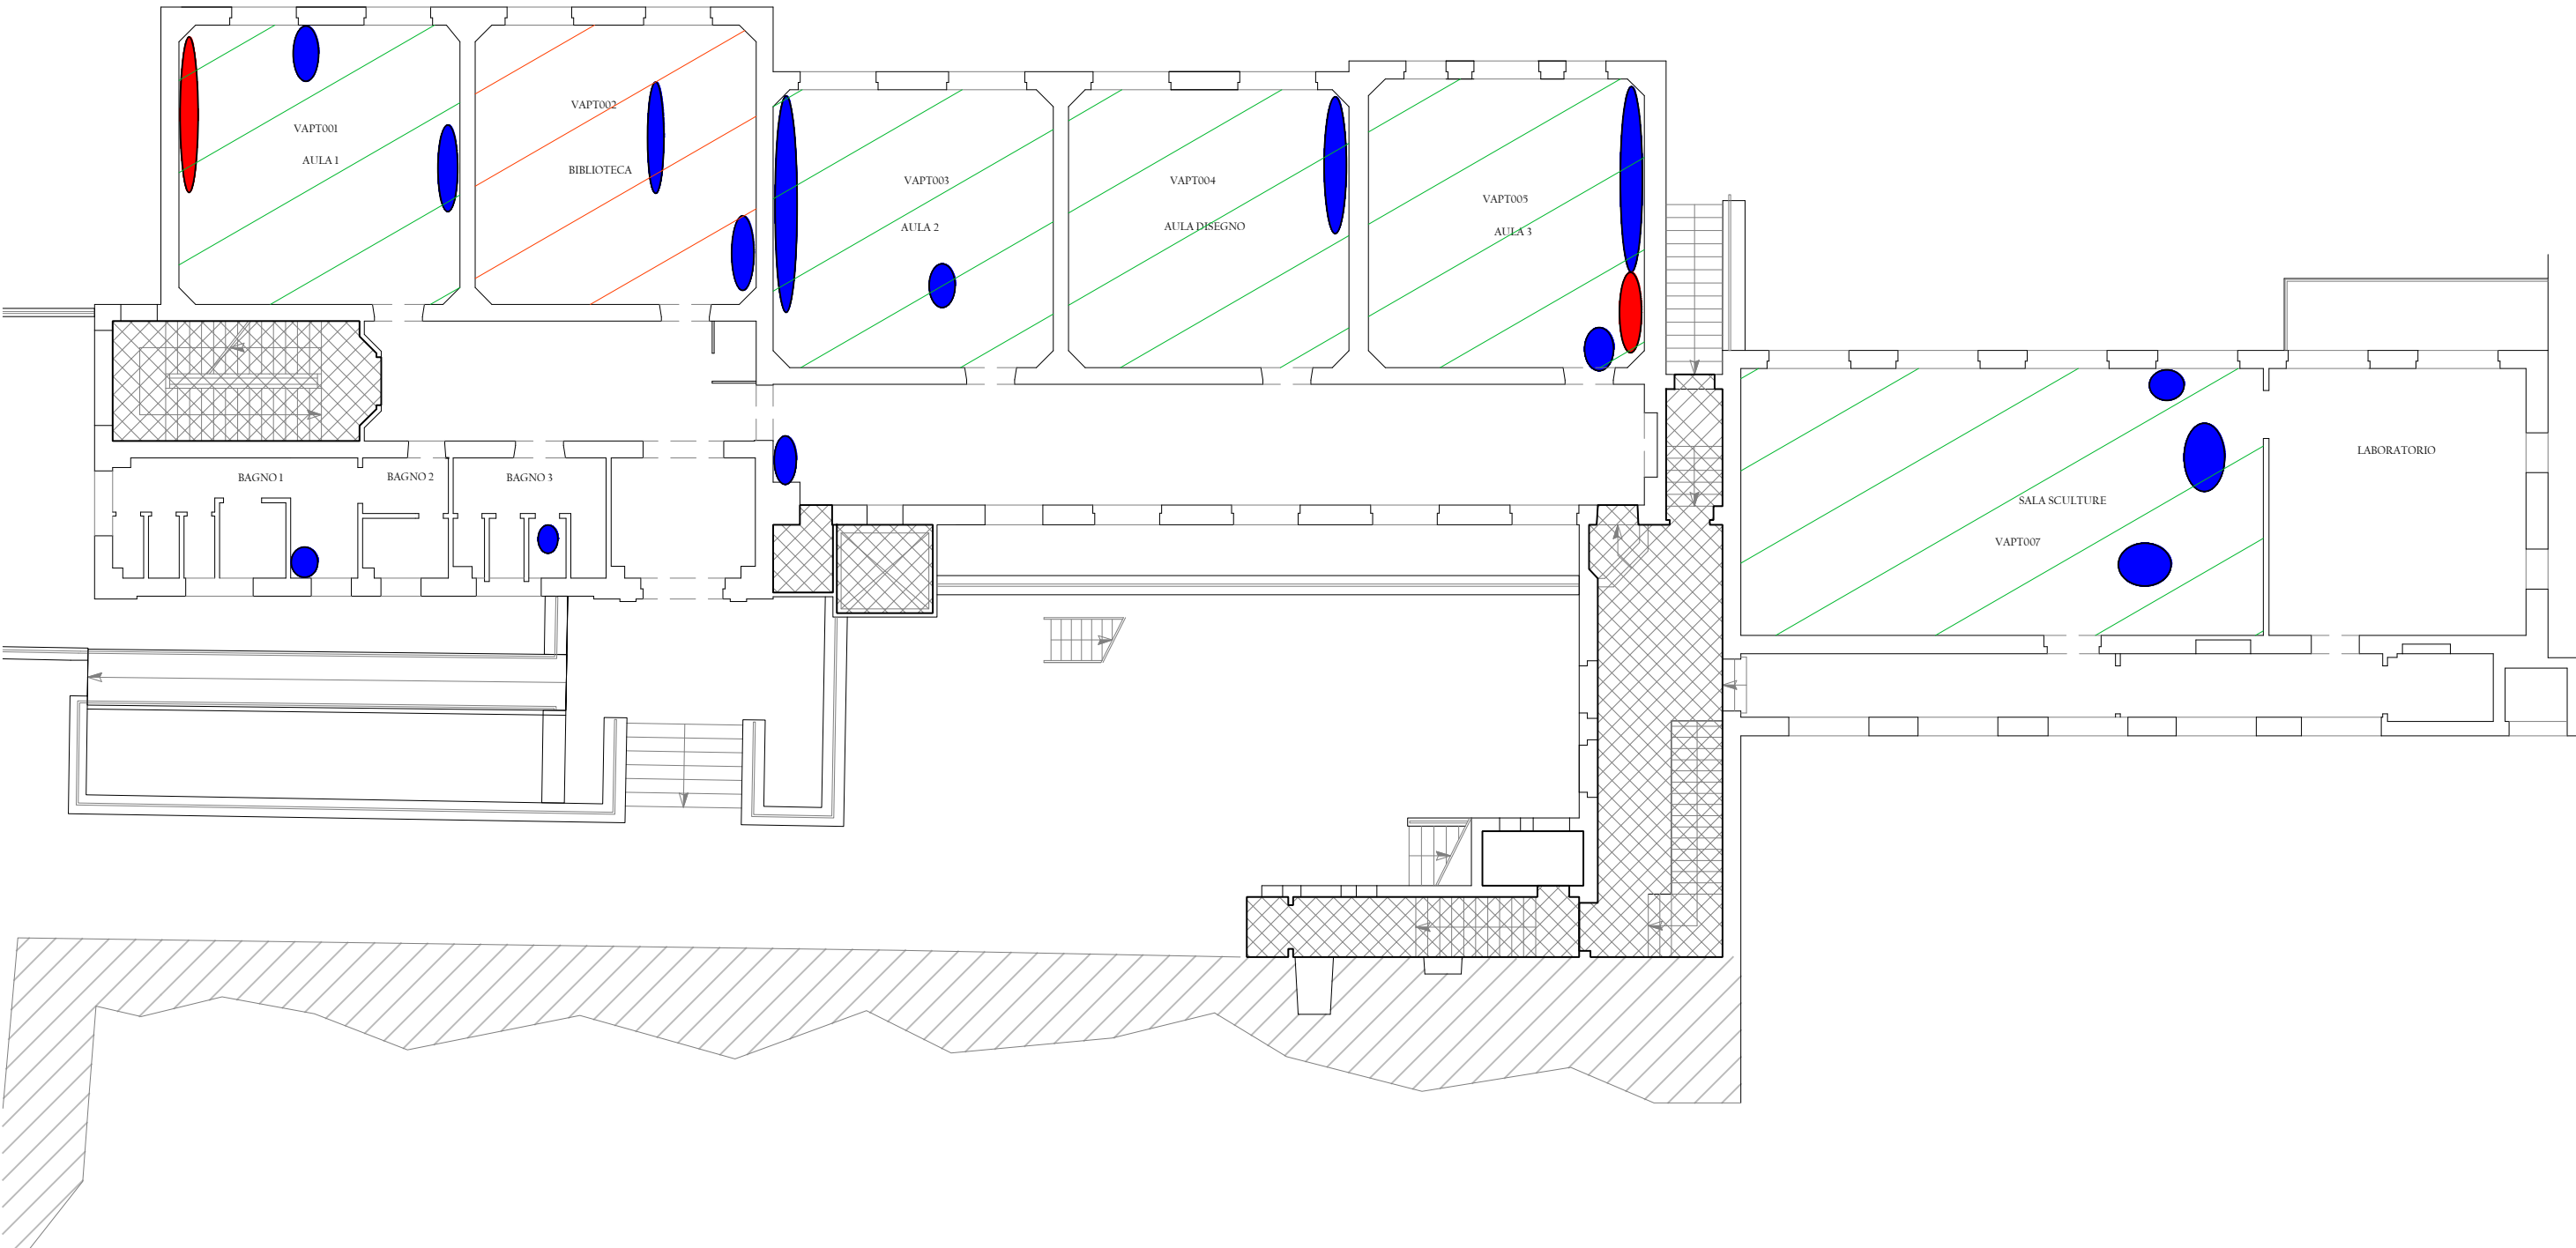 VAPT001
AULA 1
VAPT002
BIBLIOTECA
VAPT003
AULA 2
VAPT004
AULA DISEGNO
VAPT005
AULA 3
BAGNO 1
BAGNO 2
BAGNO 3
SALA SCULTURE
VAPT007
LABORATORIO